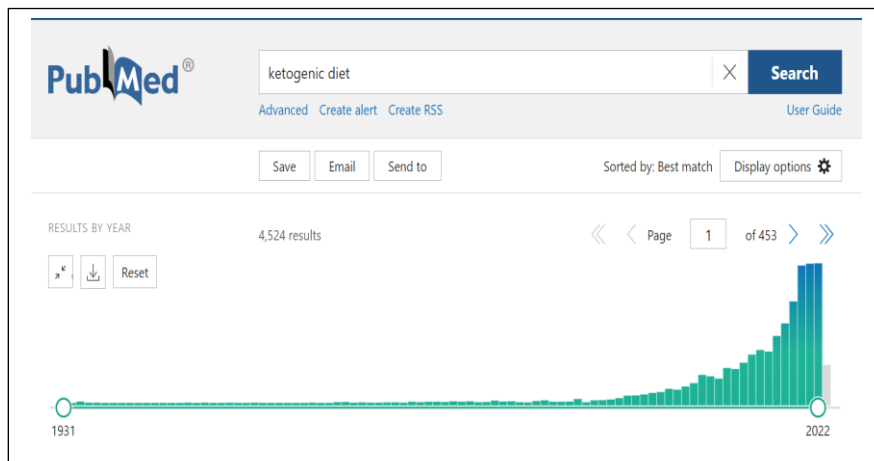 PubMed®
ketogenic diet
Search
Advanced Create alert Create RSS
User Guide
Save Email Send to
Sorted by: Best match Display options
RESULTS BY YEAR
4,524 results
Page 1 of 453
Reset
1931
2022